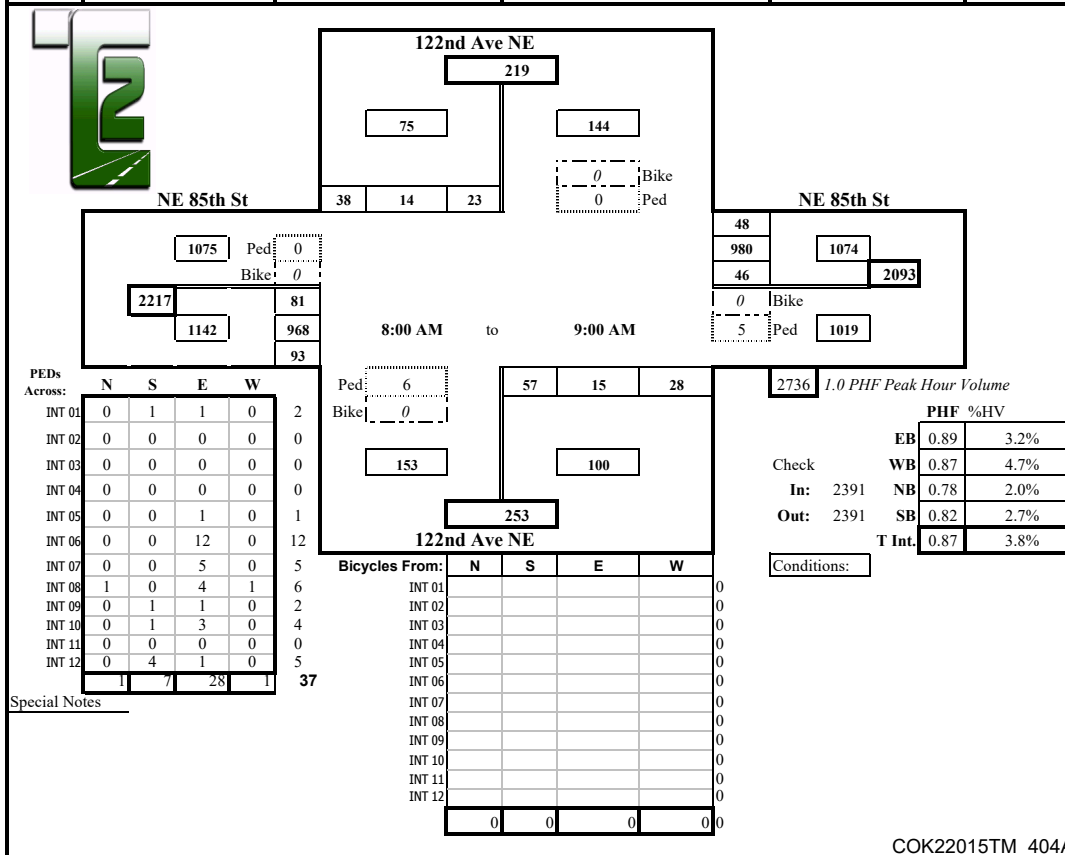 T2
122nd Ave NE
219
75 144
0 Bike
0 Ped
NE 85th St
38 14 23
NE 85th St
48
1075 Ped 0
980 1074
Bike 0
46 2093
2217 81
0 Bike
1142 968
8:00 AM to 9:00 AM
5 Ped 1019
93
PEDs
Across: N S E W
Ped 6
57 15 28
2736 1.0 PHF Peak Hour Volume
Bike 0
PHF %HV
INT 01 0 1 1 0 2
INT 02 0 0 0 0 0
INT 03 0 0 0 0 0
INT 04 0 0 0 0 0
INT 05 0 0 1 0 1
INT 06 0 0 12 0 12
INT 07 0 0 5 0 5
INT 08 1 0 4 1 6
INT 09 0 1 1 0 2
INT 10 0 1 3 0 4
INT 11 0 0 0 0 0
INT 12 0 4 1 0 5
1 7 28 1 37
Special Notes
153 100
253
122nd Ave NE
EB 0.89 3.2%
Check WB 0.87 4.7%
In: 2391 NB 0.78 2.0%
Out: 2391 SB 0.82 2.7%
T Int. 0.87 3.8%
Conditions:
Bicycles From: N S E W
INT 01 0
INT 02 0
INT 03 0
INT 04 0
INT 05 0
INT 06 0
INT 07 0
INT 08 0
INT 09 0
INT 10 0
INT 11 0
INT 12 0
0 0 0 0 0
COK22015TM_404A